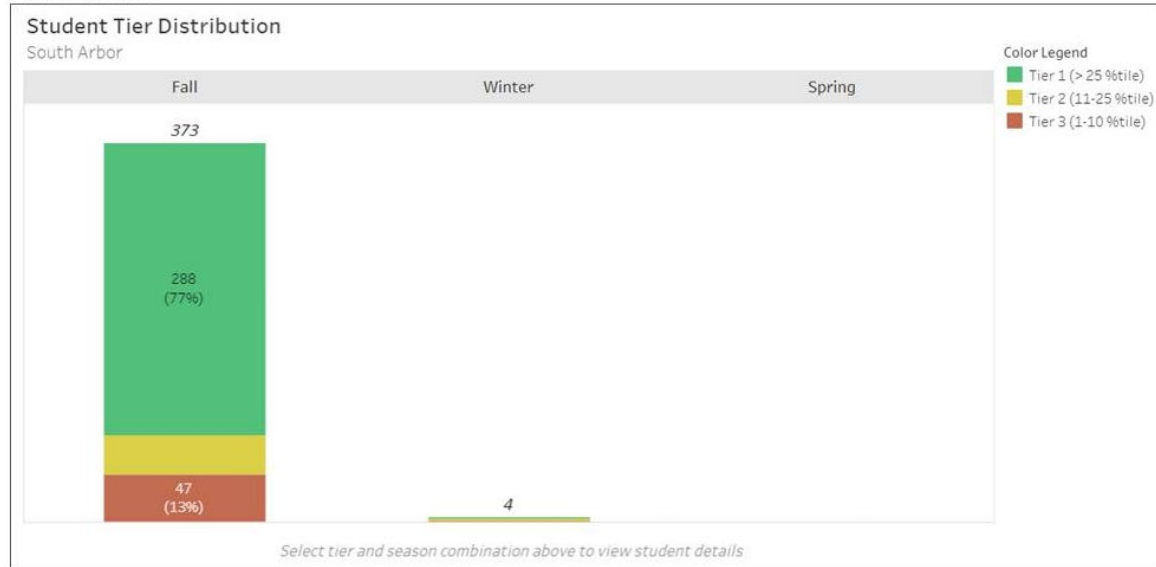 Student Tier Distribution
South Arbor
Color Legend
Tier 1 (> 25 %tile)
Tier 2 (11-25 %tile)
Tier 3 (1-10 %tile)
Fall Winter Spring
373
288
(77%)
47
(13%)
4
Select tier and season combination above to view student details